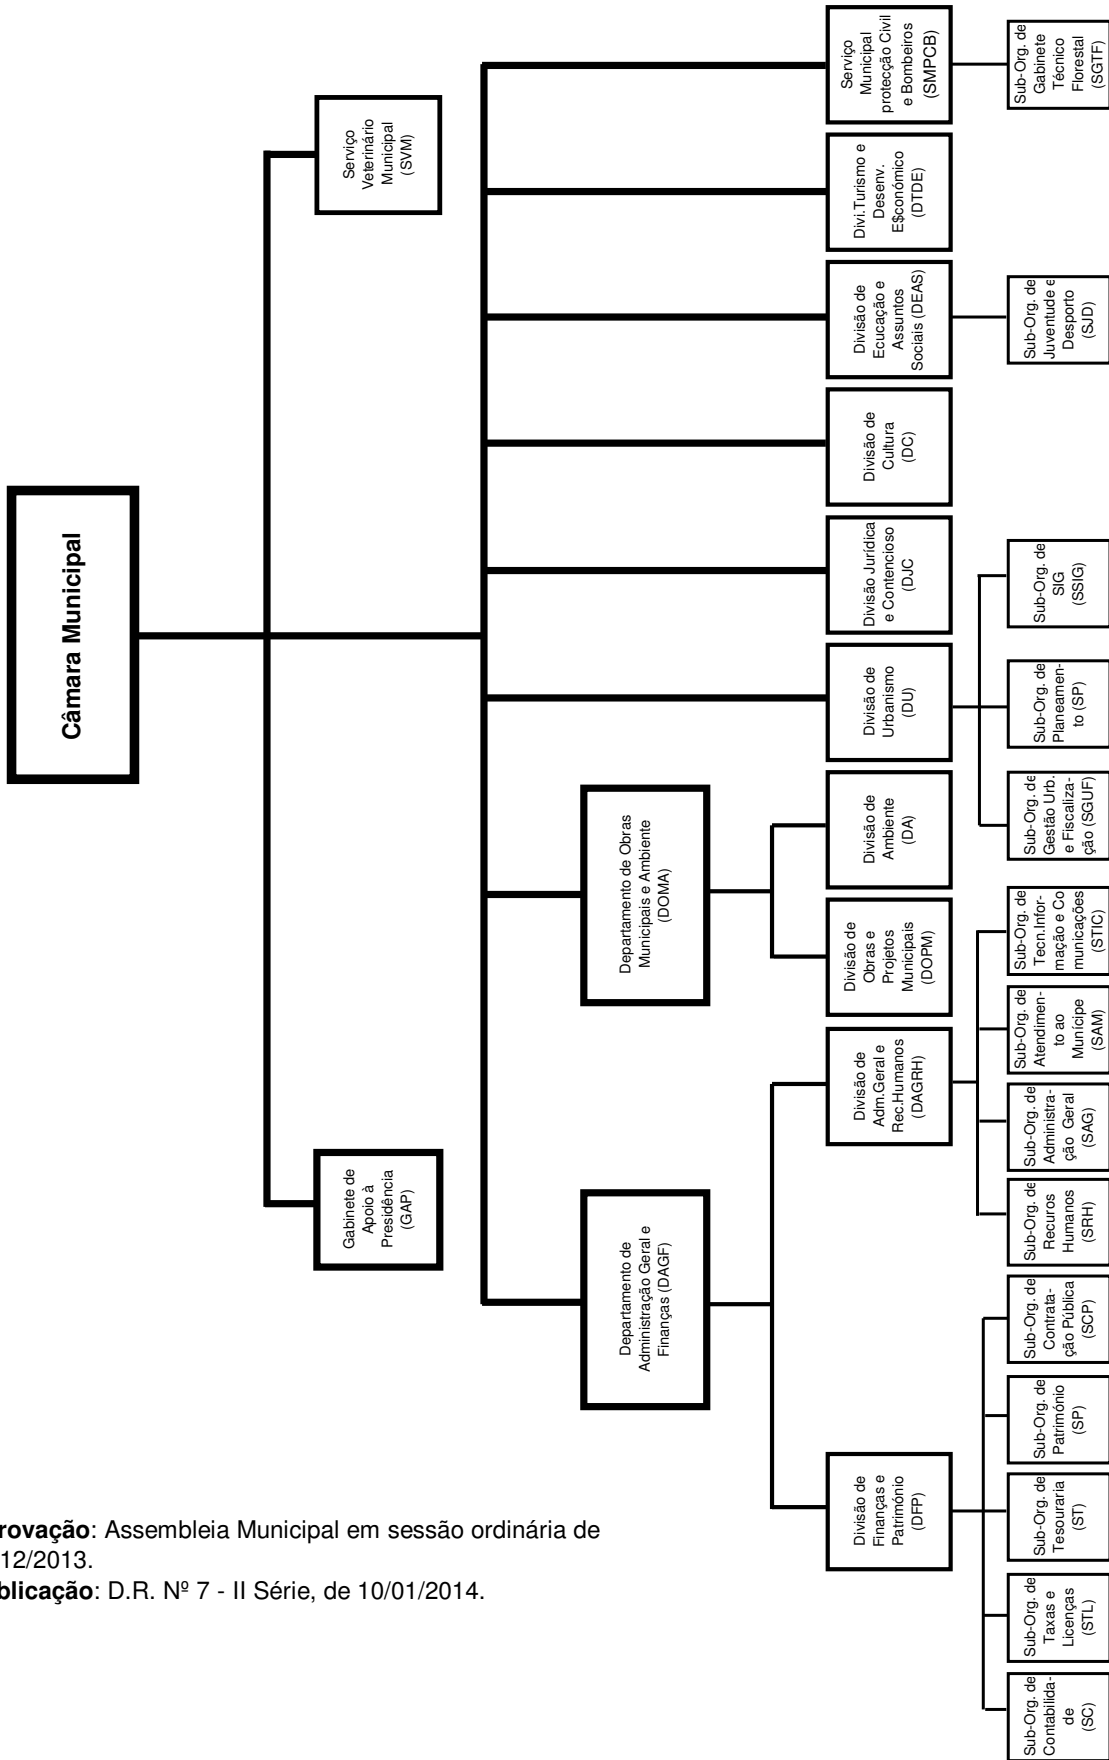 Câmara Municipal
Gabinete de
Apoio à
Presidência
(GAP)
Serviço
Veterinário
Municipal
(SVM)
Departamento de
Administração Geral e
Finanças (DAGF)
Departamento de Obras
Municipais e Ambiente
(DOMA)
Divisão de
Finanças e
Património
(DFP)
Divisão de
Adm.Geral e
Rec.Humanos
(DAGRH)
Divisão de
Obras e
Projetos
Municipais
(DOPM)
Divisão de
Ambiente
(DA)
Divisão de
Urbanismo
(DU)
Divisão Jurídica
e Contencioso
(DJC
Divisão de
Cultura
(DC)
Divisão de
Ecucação e
Assuntos
Sociais (DEAS)
Divi.Turismo e
Desenv.
E$conómico
(DTDE)
Serviço
Municipal
protecção Civil
e Bombeiros
(SMPCB)
Sub-Org. de
Contabilida-
de
(SC)
Sub-Org. de
Taxas e
Licenças
(STL)
Sub-Org. de
Tesouraria
(ST)
Sub-Org. de
Património
(SP)
Sub-Org. de
Contrata-
ção Pública
(SCP)
Sub-Org. de
Recuros
Humanos
(SRH)
Sub-Org. de
Administra-
ção Geral
(SAG)
Sub-Org. de
Atendimen-
to ao
Munícipe
(SAM)
Sub-Org. de
Tecn.Infor-
mação e Co
municações
(STIC)
Sub-Org. de
Gestão Urb.
e Fiscaliza-
ção (SGUF)
Sub-Org. de
Planeamen-
to (SP)
Sub-Org. de
SIG
(SSIG)
Sub-Org. de
Juventude e
Desporto
(SJD)
Sub-Org. de
Gabinete
Técnico
Florestal
(SGTF)
rovação: Assembleia Municipal em sessão ordinária de
12/2013.
blicação: D.R. Nº 7 - II Série, de 10/01/2014.